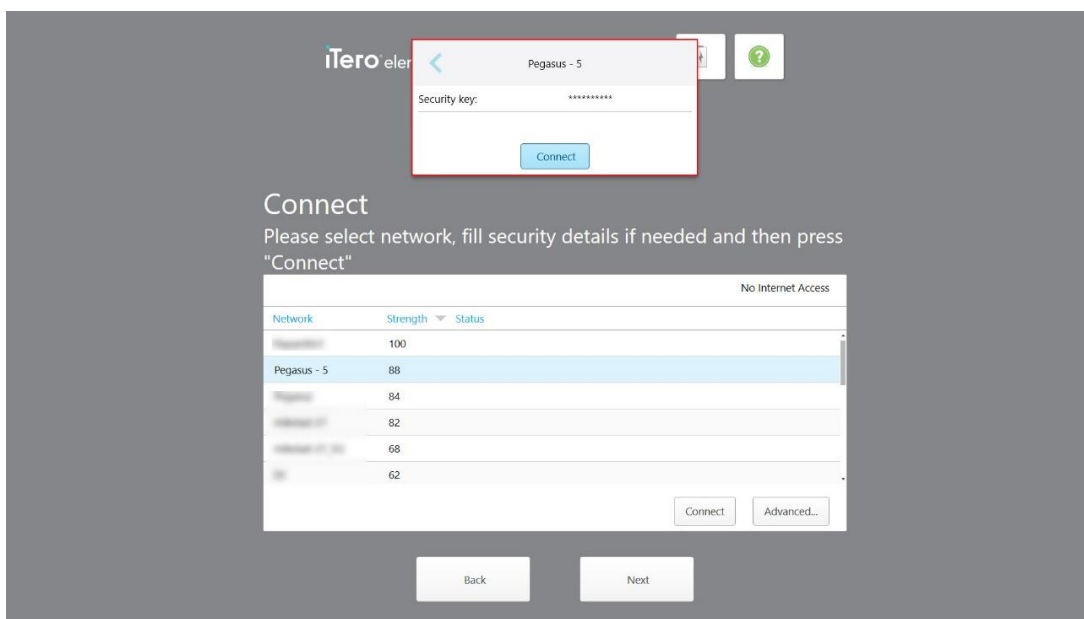 iTero eler
Pegasus - 5
Security key: **********
Connect
Connect
Please select network, fill security details if needed and then press
"Connect"
No Internet Access
Network Strength Status
100
Pegasus - 5 88
84
82
68
62
Connect Advanced...
Back Next